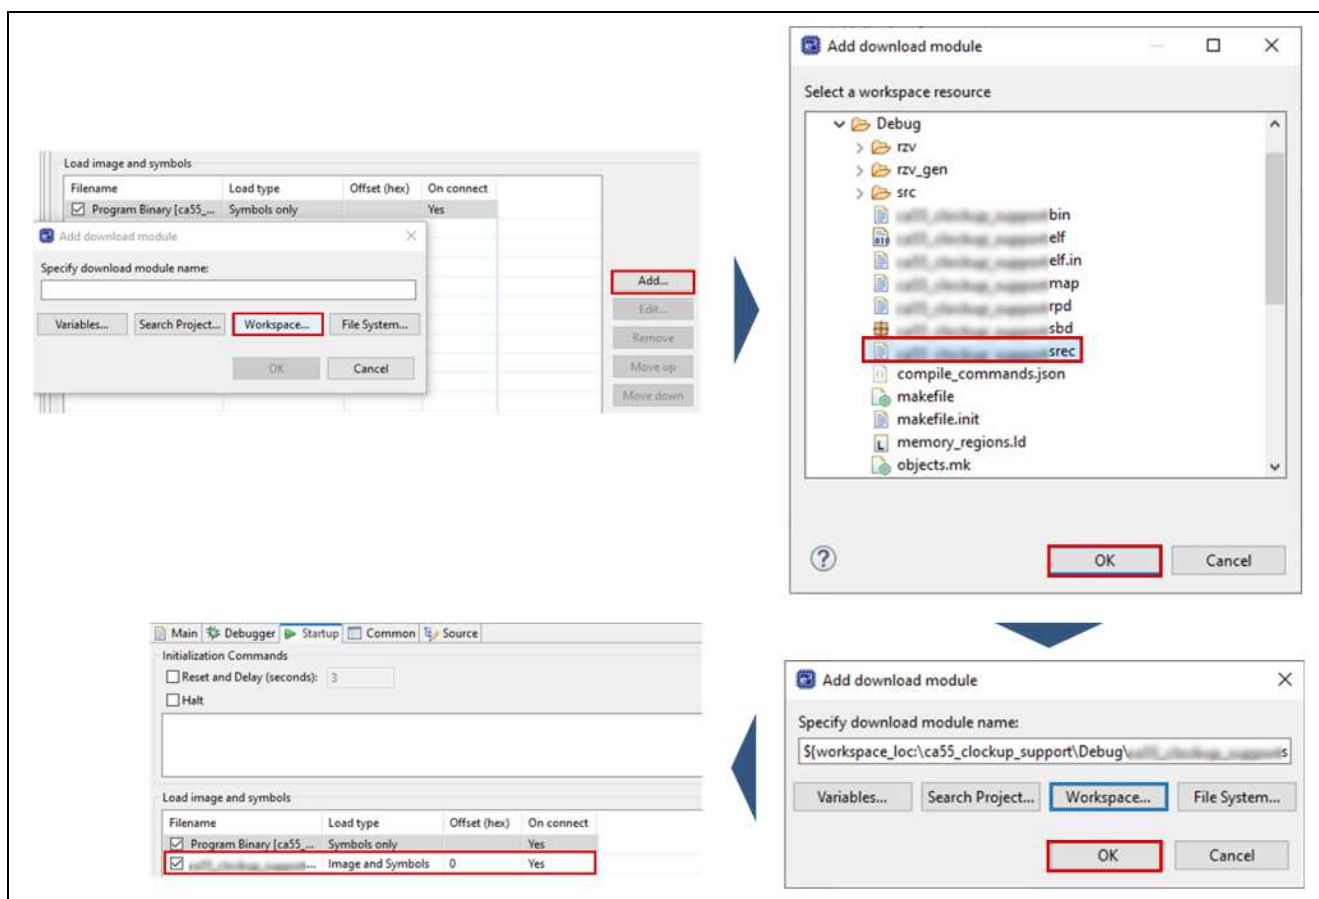 Load image and symbols
Filename Load type Offset (hex) On connect
Program Binary [ca55_... Symbols only Yes
Add download module
Specify download module name:
Variables... Search Project... Workspace... File System...
OK Cancel
Add...
Edit...
Remove
Move up
Move down
Add download module
Select a workspace resource
Debug
rzv
rzv_gen
src
bin
elf
elf.in
map
rpd
sbd
srec
compile_commands.json
makefile
makefile.init
memory_regions.ld
objects.mk
OK Cancel
Add download module
Specify download module name:
${workspace_loc:\ca55_clockup_support\Debug\ s
Variables... Search Project... Workspace... File System...
OK Cancel
Main Debugger Startup Common Source
Initialization Commands
Reset and Delay (seconds): 3
Halt
Load image and symbols
Filename Load type Offset (hex) On connect
Program Binary [ca55_... Symbols only Yes
... Image and Symbols 0 Yes